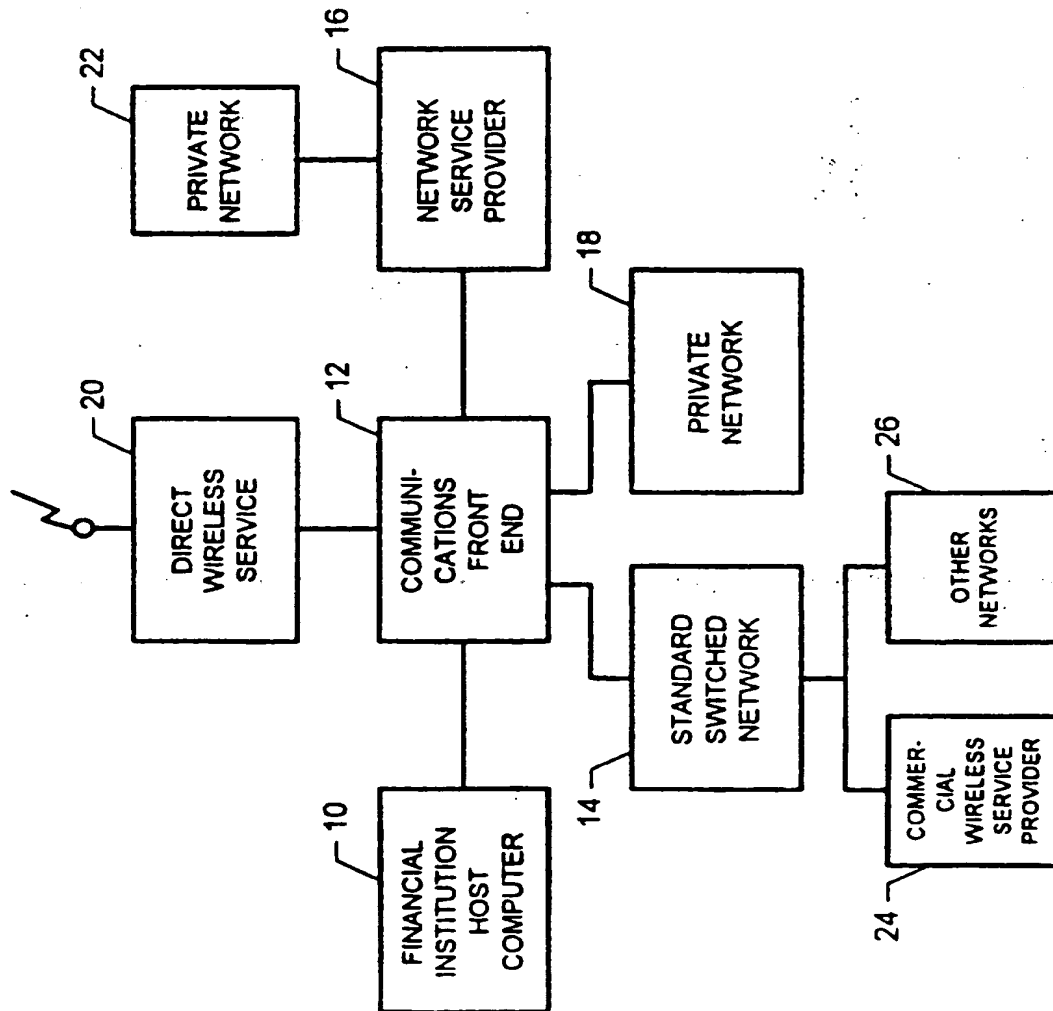 20
DIRECT
WIRELESS
SERVICE
22
PRIVATE
NETWORK
10
FINANCIAL
INSTITUTION
HOST
COMPUTER
12
COMMUNI-
CATIONS
FRONT
END
16
NETWORK
SERVICE
PROVIDER
14
STANDARD
SWITCHED
NETWORK
18
PRIVATE
NETWORK
24
COMMER-
CIAL
WIRELESS
SERVICE
PROVIDER
26
OTHER
NETWORKS